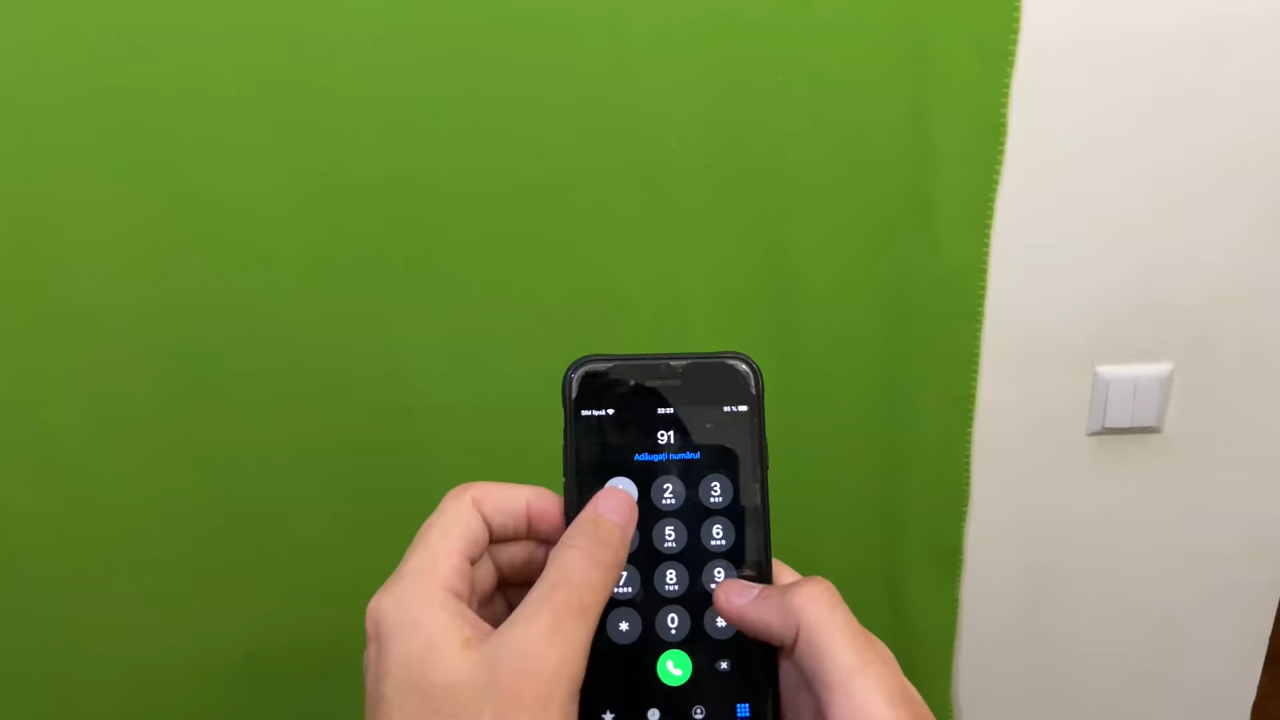 SIM lipsă 22:23 95 %
91
Adăugați numărul
2 3
ABC DEF
5 6
JKL MNO
7 8 9
PQRS TUV
* 0 #
+